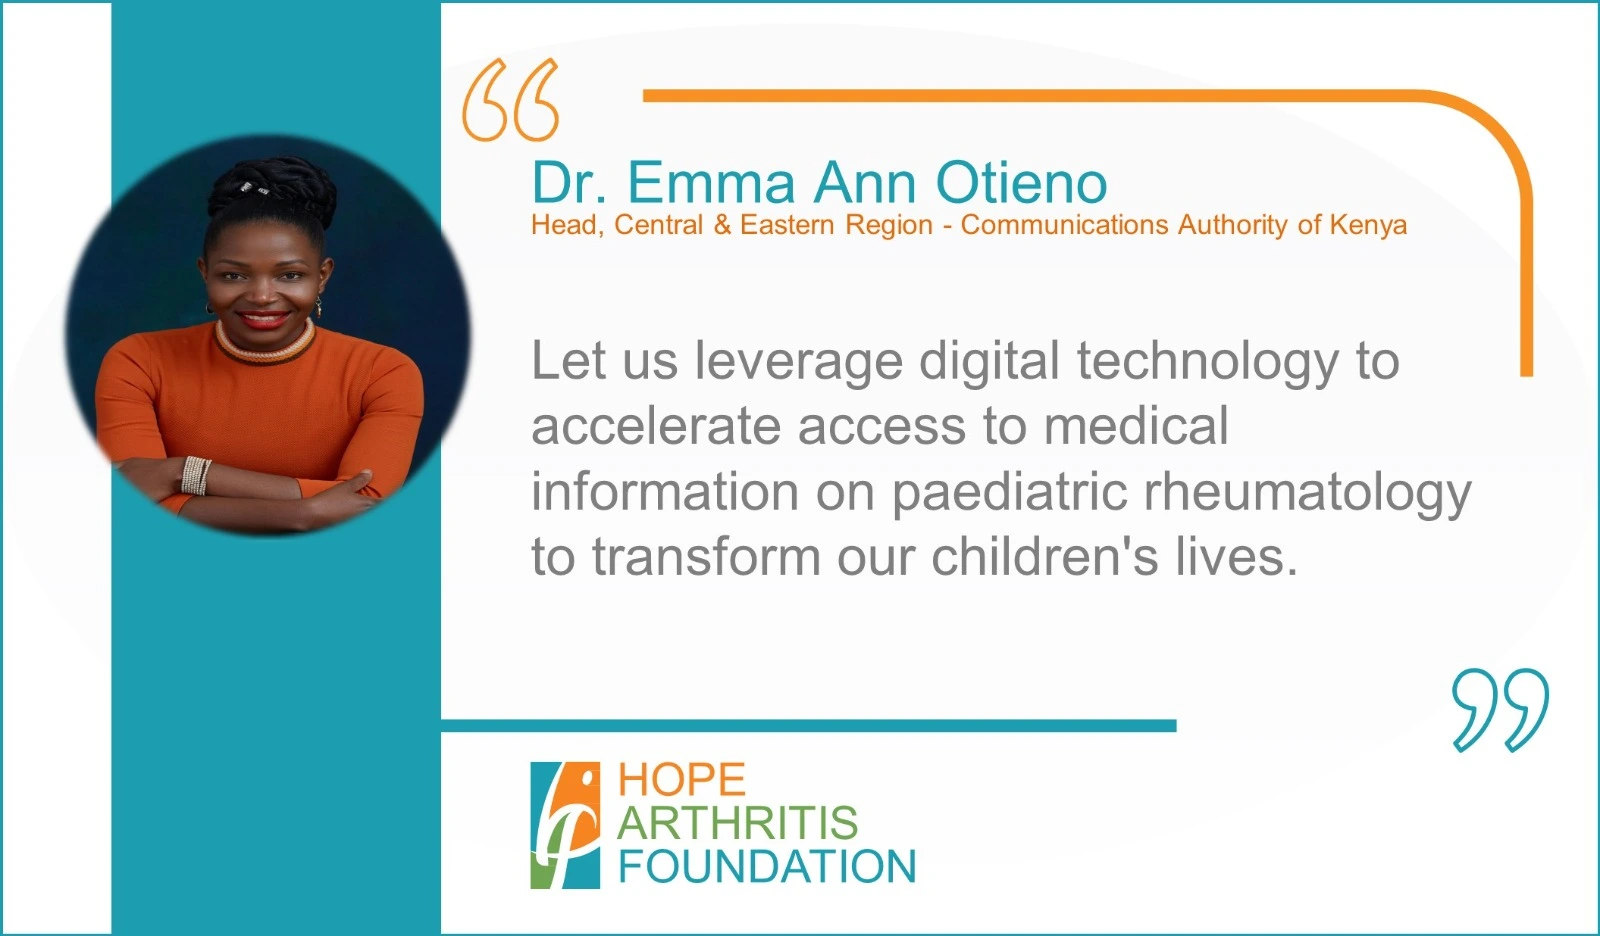 Dr. Emma Ann Otieno
Head, Central & Eastern Region - Communications Authority of Kenya
Let us leverage digital technology to
accelerate access to medical
information on paediatric rheumatology
to transform our children's lives.
HOPE
ARTHRITIS
FOUNDATION